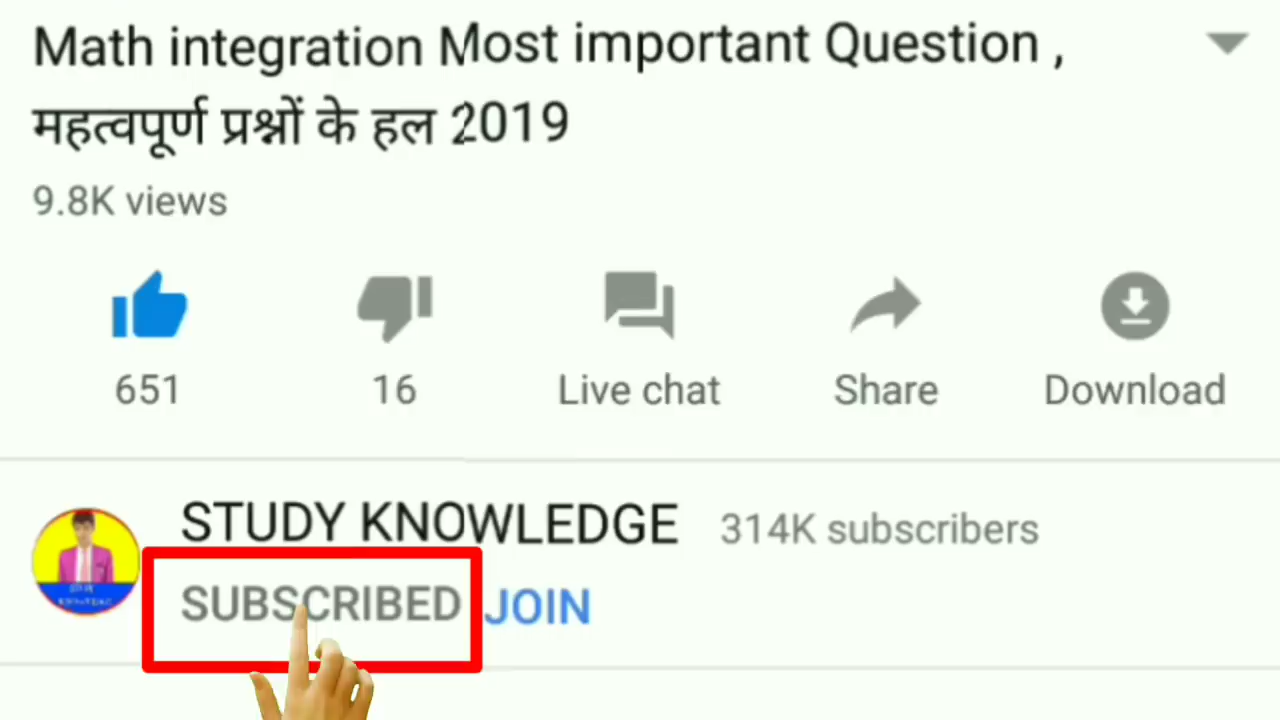 Math integration Most important Question ,
महत्वपूर्ण प्रश्नों के हल 2019
9.8K views
651 16 Live chat Share Download
STUDY KNOWLEDGE 314K subscribers
SUBSCRIBED JOIN